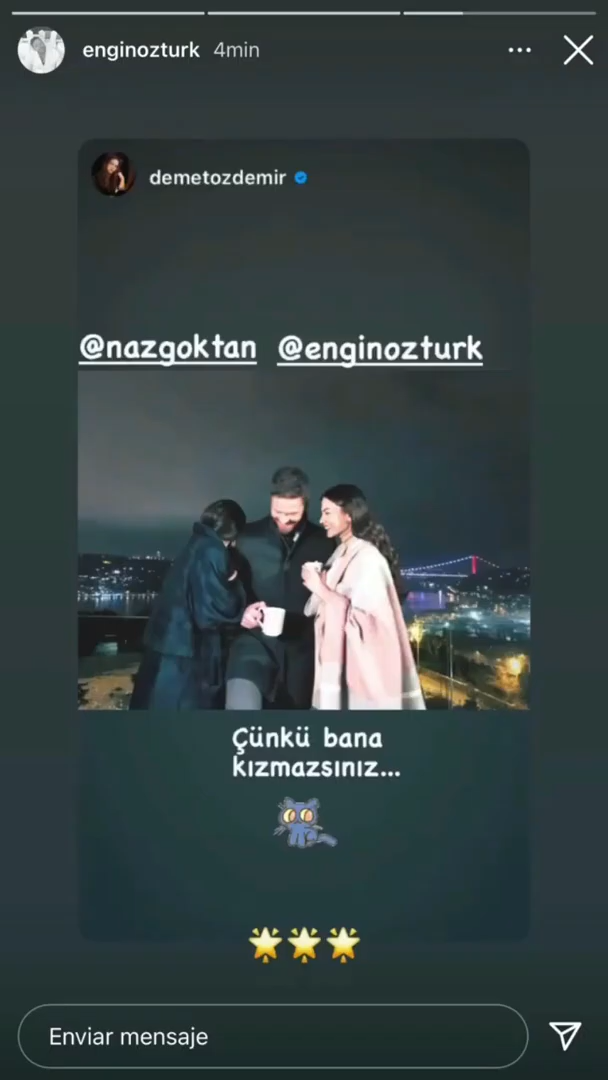 enginozturk 4min
demetozdemir
@nazgoktan @enginozturk
Çünkü bana
kızmazsınız...
Enviar mensaje